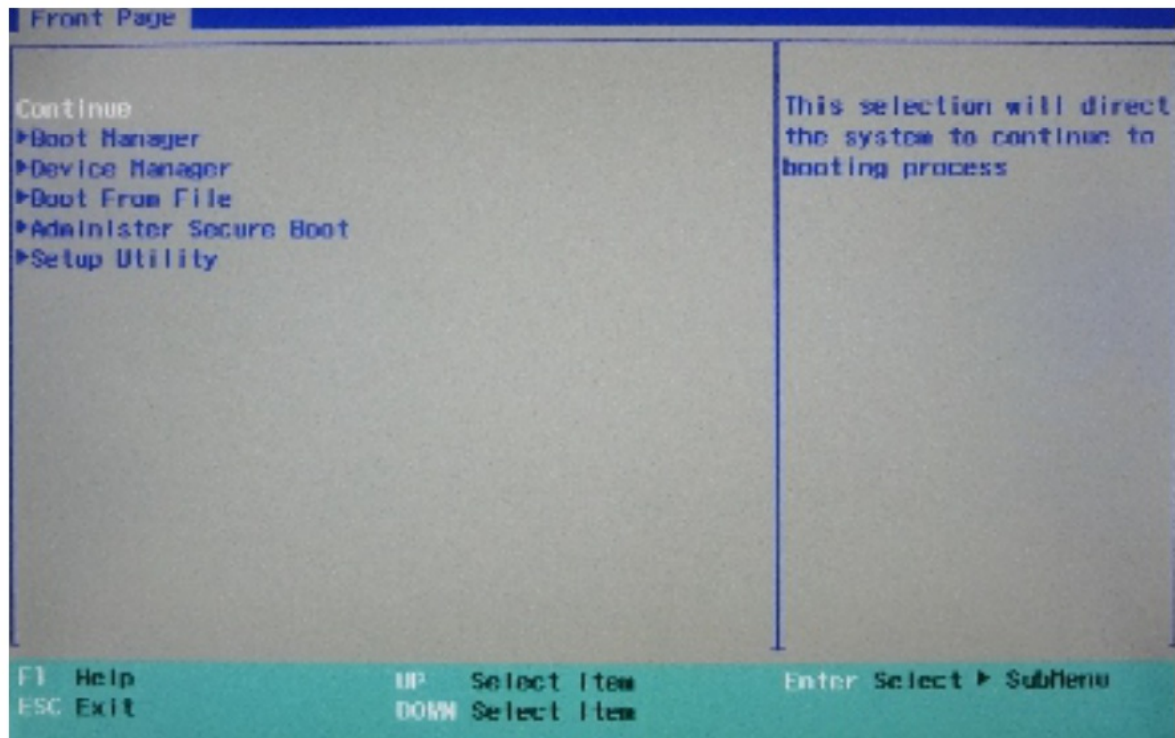 Front Page
Continue
▶Boot Manager
▶Device Manager
▶Boot From File
▶Administer Secure Boot
▶Setup Utility
This selection will direct
the system to continue to
booting process
F1 Help
ESC Exit
UP Select Item
DOWN Select Item
Enter Select ▶ SubMenu